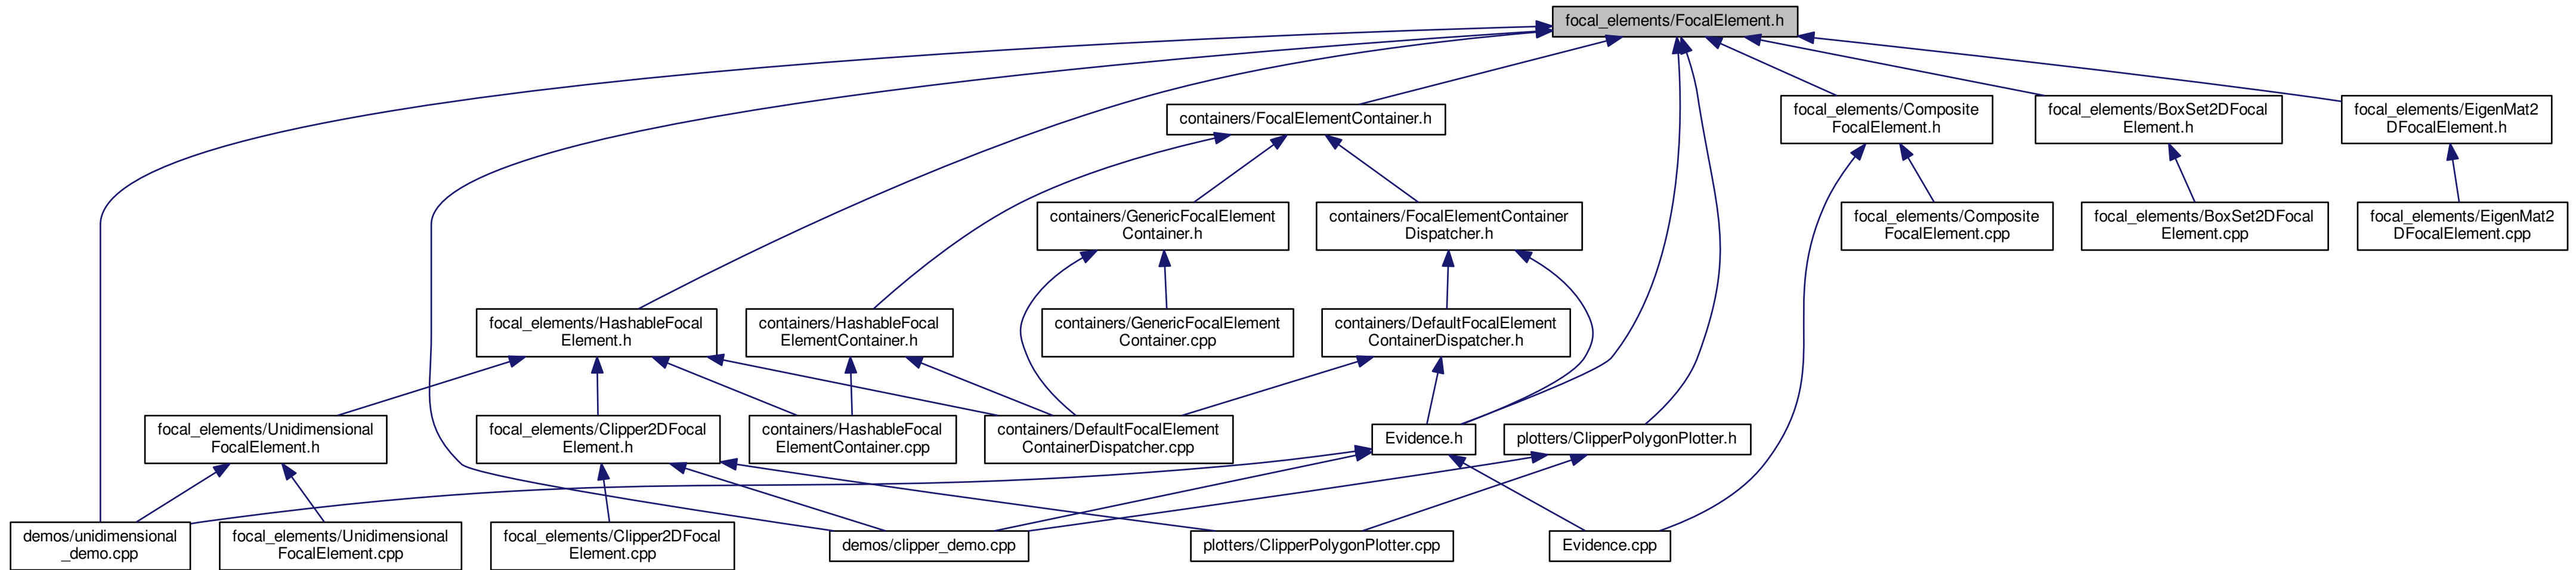 focal_elements/FocalElement.h
containers/FocalElementContainer.h
focal_elements/Composite
FocalElement.h
focal_elements/BoxSet2DFocal
Element.h
focal_elements/EigenMat2
DFocalElement.h
containers/GenericFocalElement
Container.h
containers/FocalElementContainer
Dispatcher.h
focal_elements/Composite
FocalElement.cpp
focal_elements/BoxSet2DFocal
Element.cpp
focal_elements/EigenMat2
DFocalElement.cpp
focal_elements/HashableFocal
Element.h
containers/HashableFocal
ElementContainer.h
containers/GenericFocalElement
Container.cpp
containers/DefaultFocalElement
ContainerDispatcher.h
focal_elements/Unidimensional
FocalElement.h
focal_elements/Clipper2DFocal
Element.h
containers/HashableFocal
ElementContainer.cpp
containers/DefaultFocalElement
ContainerDispatcher.cpp
Evidence.h
plotters/ClipperPolygonPlotter.h
demos/unidimensional
_demo.cpp
focal_elements/Unidimensional
FocalElement.cpp
focal_elements/Clipper2DFocal
Element.cpp
demos/clipper_demo.cpp
plotters/ClipperPolygonPlotter.cpp
Evidence.cpp